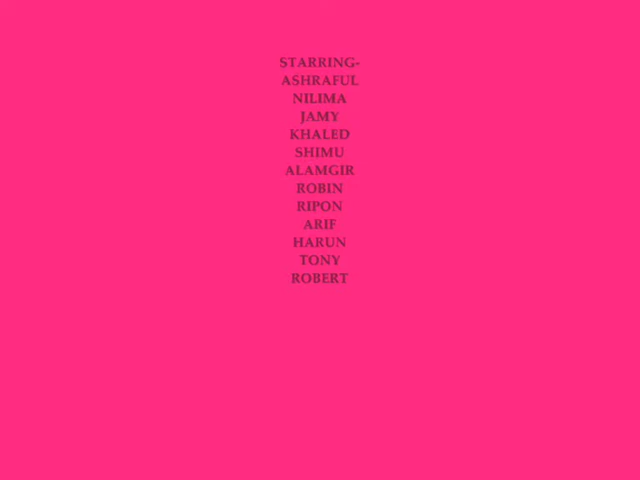 STARRING-
ASHRAFUL
NILIMA
JAMY
KHALED
SHIMU
ALAMGIR
ROBIN
RIPON
ARIF
HARUN
TONY
ROBERT